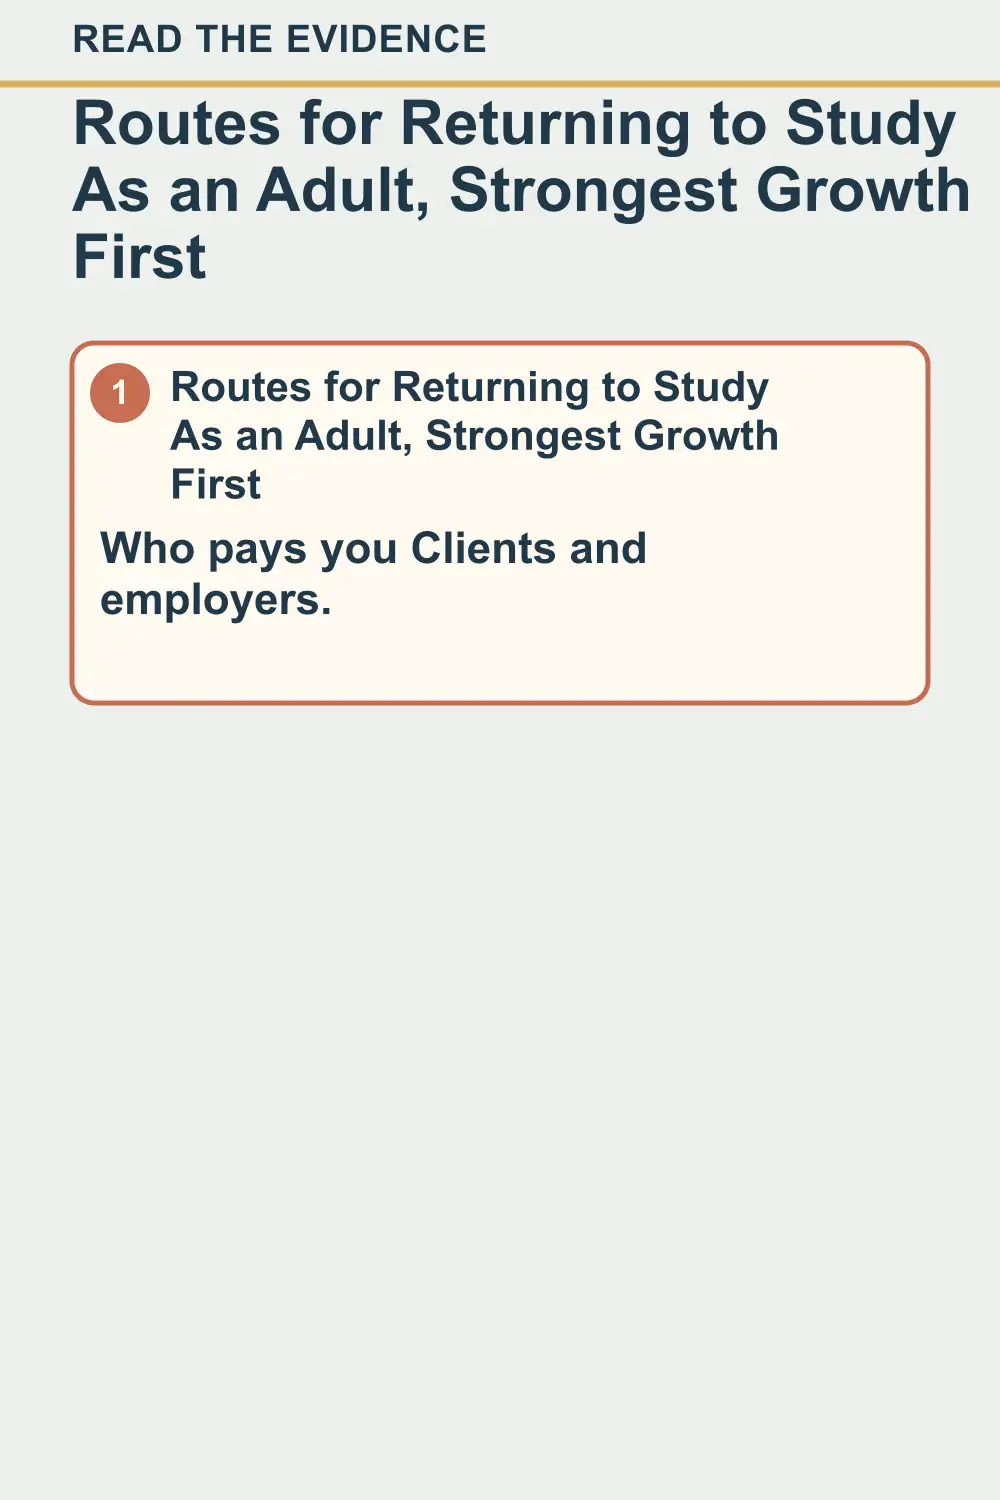 READ THE EVIDENCE
Routes for Returning to Study
As an Adult, Strongest Growth
First
1
Routes for Returning to Study
As an Adult, Strongest Growth
First
Who pays you Clients and
employers.